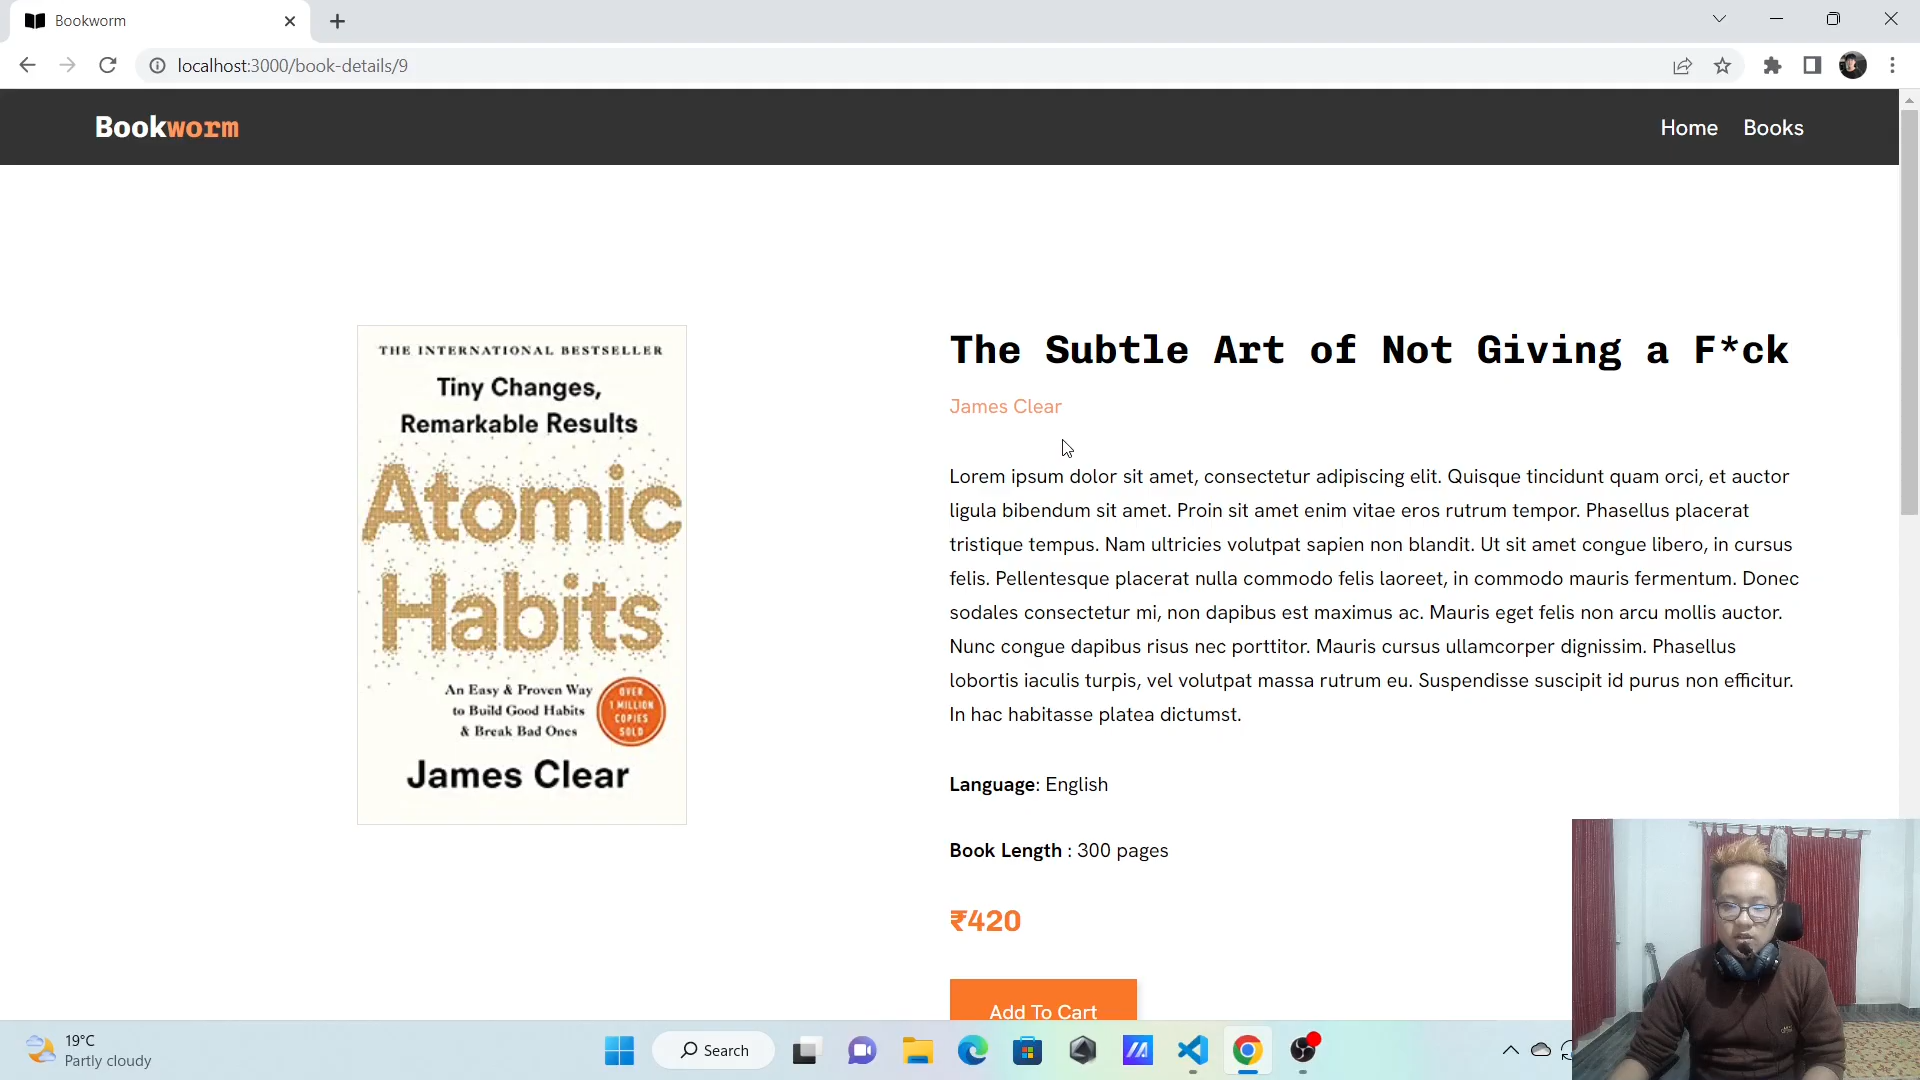 Bookworm
localhost:3000/book-details/9
Bookworm
Home Books
THE INTERNATIONAL BESTSELLER
Tiny Changes,
Remarkable Results
Atomic
Habits
An Easy & Proven Way
to Build Good Habits
& Break Bad Ones
OVER
1 MILLION
COPIES
SOLD
James Clear
The Subtle Art of Not Giving a F*ck
James Clear
Lorem ipsum dolor sit amet, consectetur adipiscing elit. Quisque tincidunt quam orci, et auctor
ligula bibendum sit amet. Proin sit amet enim vitae eros rutrum tempor. Phasellus placerat
tristique tempus. Nam ultricies volutpat sapien non blandit. Ut sit amet congue libero, in cursus
felis. Pellentesque placerat nulla commodo felis laoreet, in commodo mauris fermentum. Donec
sodales consectetur mi, non dapibus est maximus ac. Mauris eget felis non arcu mollis auctor.
Nunc congue dapibus risus nec porttitor. Mauris cursus ullamcorper dignissim. Phasellus
lobortis iaculis turpis, vel volutpat massa rutrum eu. Suspendisse suscipit id purus non efficitur.
In hac habitasse platea dictumst.
Language: English
Book Length : 300 pages
₹420
Add To Cart
19°C
Partly cloudy
Search